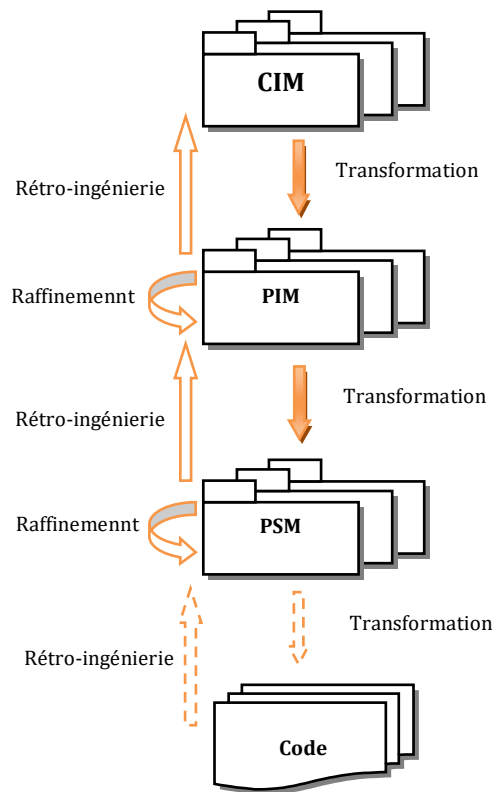 CIM
Transformation
Rétro-ingénierie
Raffinemennt
PIM
Transformation
Rétro-ingénierie
Raffinemennt
PSM
Transformation
Rétro-ingénierie
Code